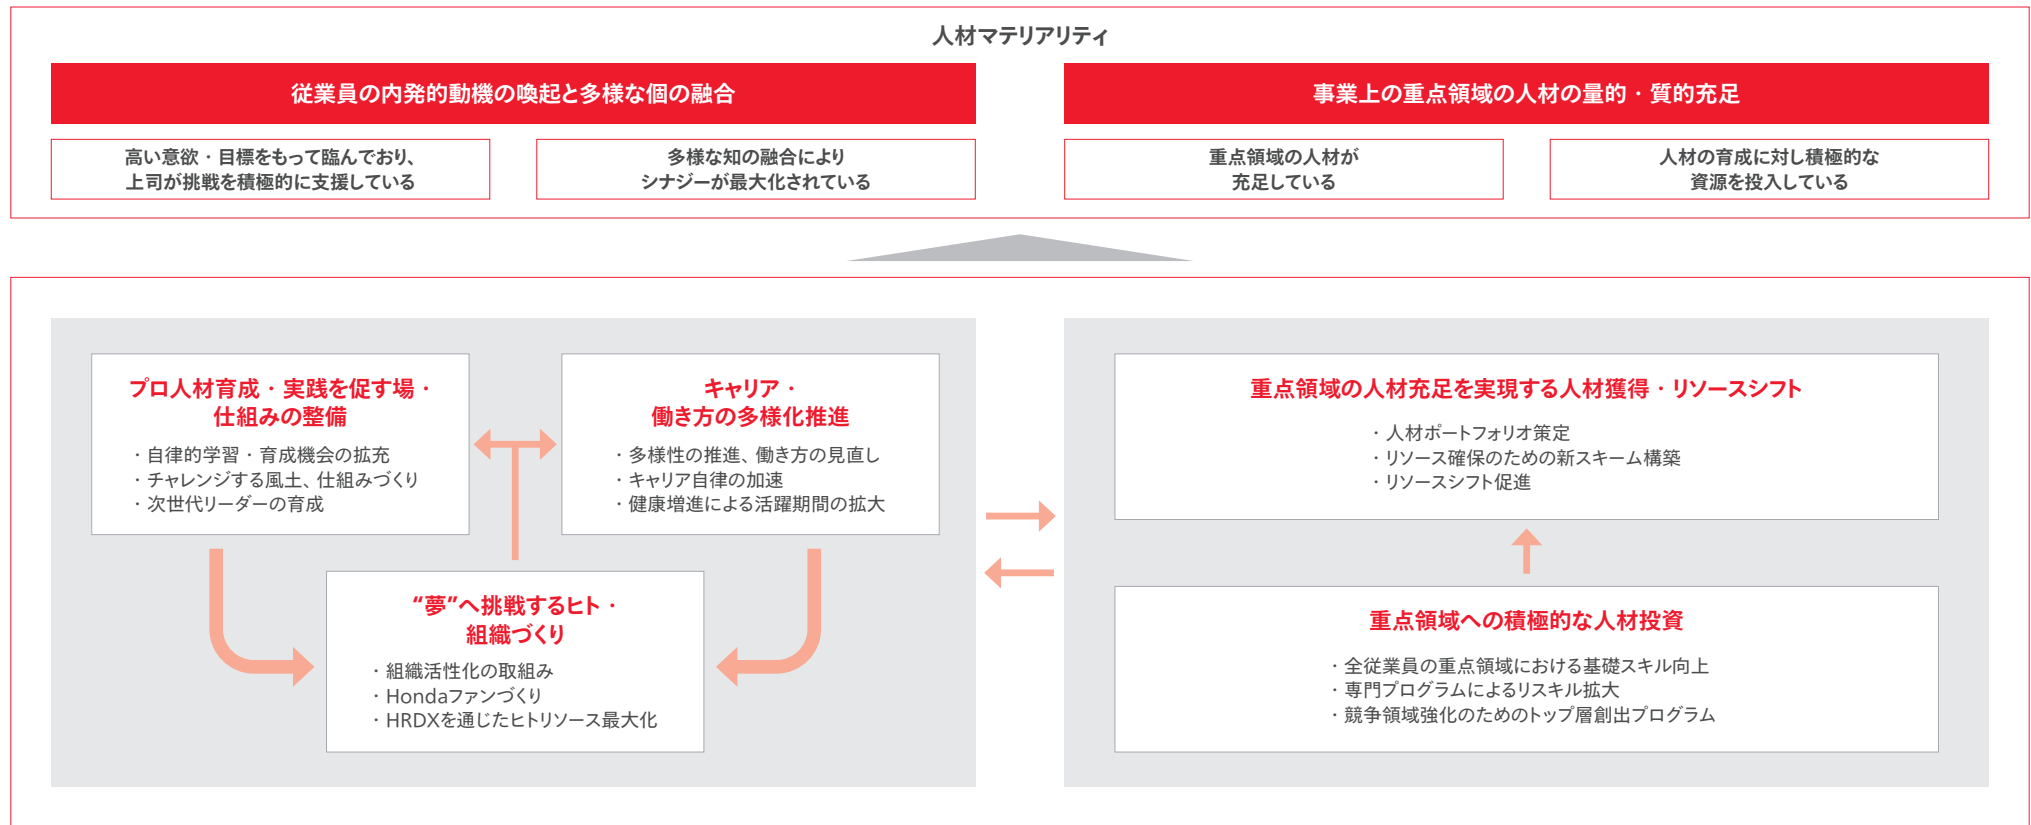 人材マテリアリティ
従業員の内発的動機の喚起と多様な個の融合
高い意欲・目標をもって臨んでおり、
上司が挑戦を積極的に支援している
多様な知の融合により
シナジーが最大化されている
事業上の重点領域の人材の量的・質的充足
重点領域の人材が
充足している
人材の育成に対し積極的な
資源を投入している
プロ人材育成・実践を促す場・
仕組みの整備
・自律的学習・育成機会の拡充
・チャレンジする風土、仕組みづくり
・次世代リーダーの育成
キャリア・
働き方の多様化推進
・多様性の推進、働き方の見直し
・キャリア自律の加速
・健康増進による活躍期間の拡大
“夢”へ挑戦するヒト・
組織づくり
・組織活性化の取組み
・Hondaファンづくり
・HRDXを通じたヒトリソース最大化
重点領域の人材充足を実現する人材獲得・リソースシフト
・人材ポートフォリオ策定
・リソース確保のための新スキーム構築
・リソースシフト促進
重点領域への積極的な人材投資
・全従業員の重点領域における基礎スキル向上
・専門プログラムによるリスキル拡大
・競争領域強化のためのトップ層創出プログラム